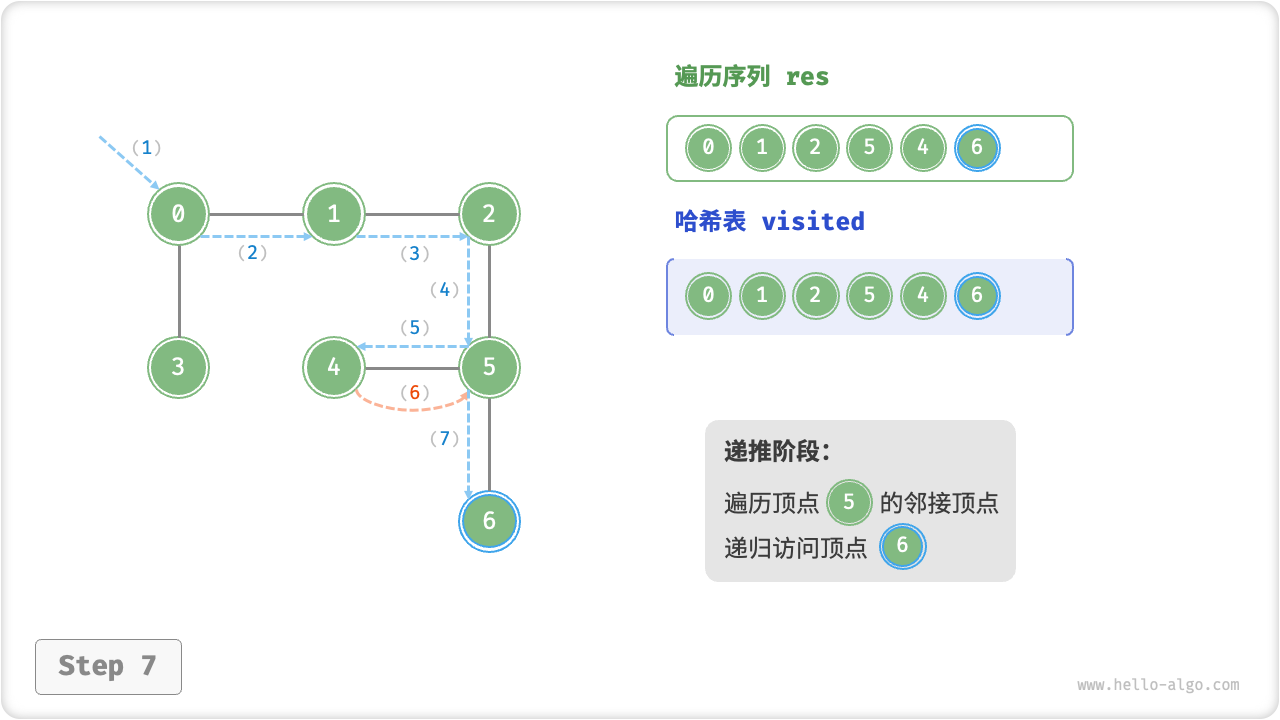 遍历序列 res
0 1 2 5 4 6
哈希表 visited
0 1 2 5 4 6
(1)
0 1 2
(2) (3)
(4)
(5)
3 4 5
(6)
(7)
6
递推阶段:
遍历顶点 5 的邻接顶点
递归访问顶点 6
Step 7
www.hello-algo.com